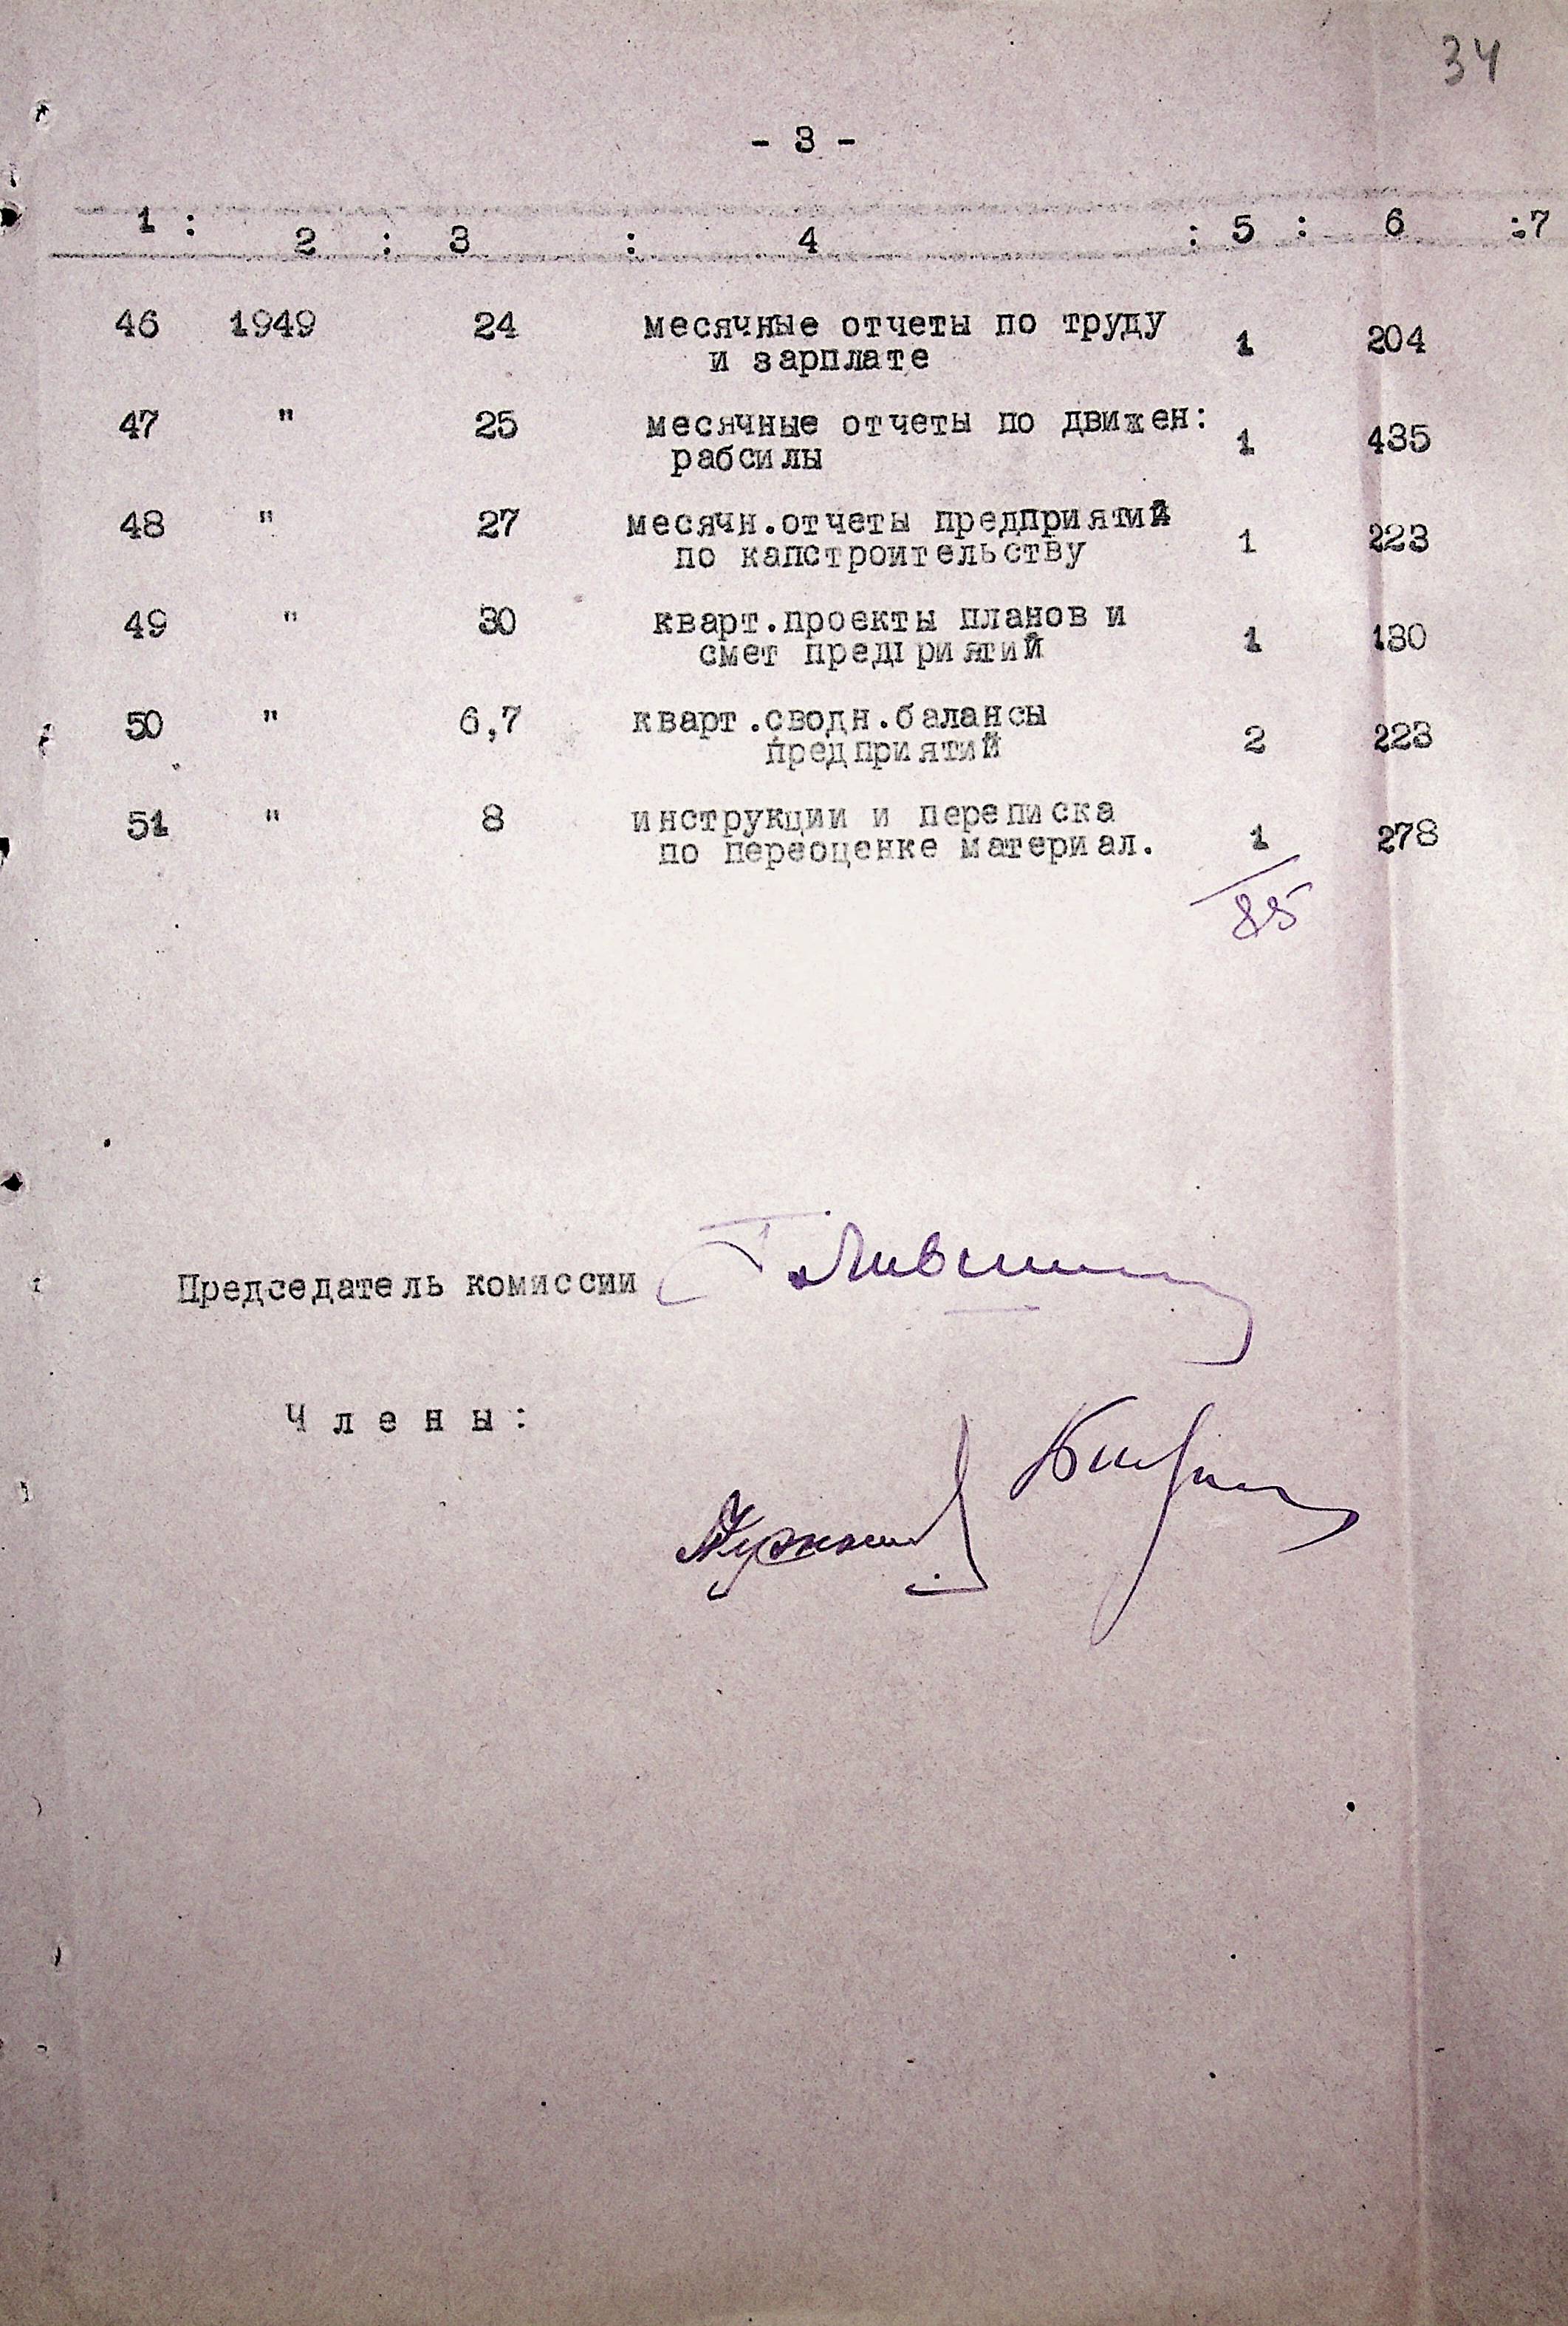 34
- 3 -
1 : 2 : 3 : 4 : 5 : 6 :7
46 1949 24 месячные отчеты по труду
и зарплате 1 204
47 " 25 месячные отчеты по движен:
рабсилы 1 435
48 " 27 месячн.отчеты предприятий
по капстроительству 1 223
49 " 30 кварт.проекты планов и
смет предприятий 1 130
50 " 6,7 кварт.сводн.балансы
предприятий 2 223
51 " 8 инструкции и переписка
по переоценке материал. 1 278
85
Председатель комиссии
Члены: